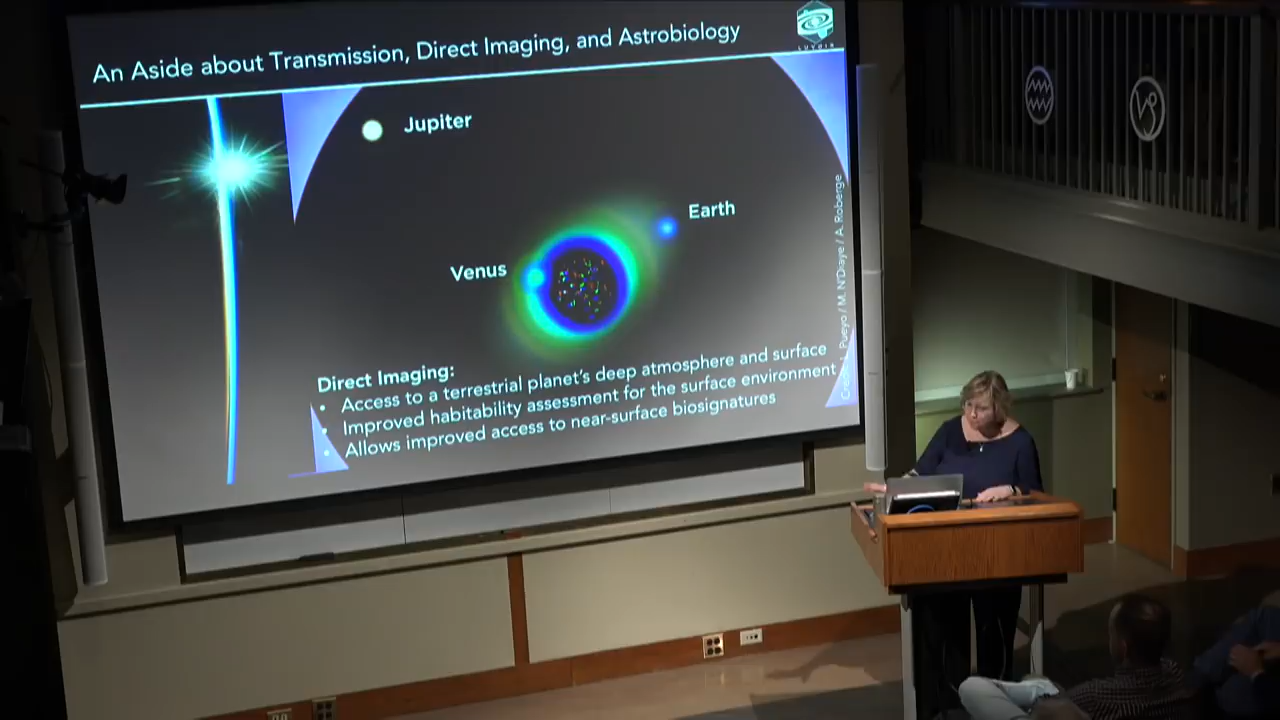 An Aside about Transmission, Direct Imaging, and Astrobiology
LUVOIR
Jupiter
Earth
Venus
Direct Imaging:
• Access to a terrestrial planet's deep atmosphere and surface
• Improved habitability assessment for the surface environment
• Allows improved access to near-surface biosignatures
Pueyo / M. N'Diaye / A. Roberge